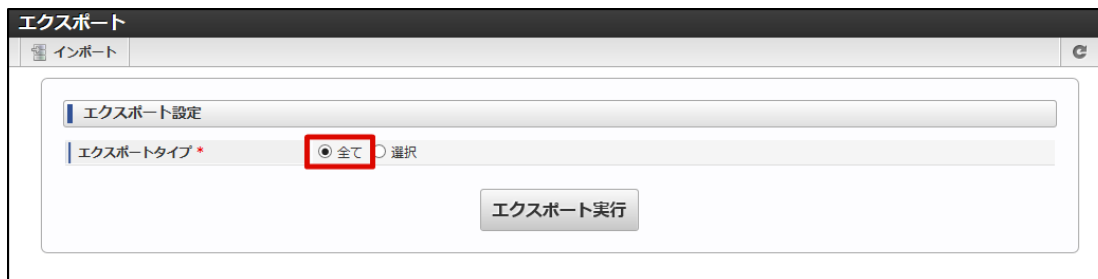 エクスポート
インポート
エクスポート設定
エクスポートタイプ * 全て 選択
エクスポート実行